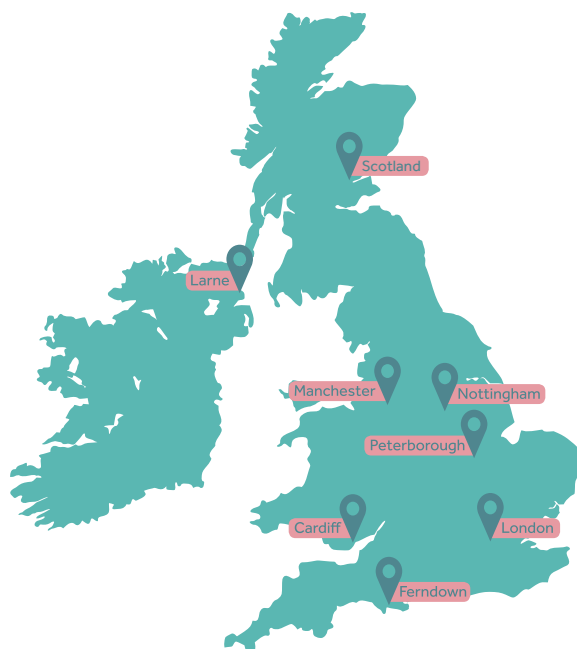 Scotland
Larne
Manchester
Nottingham
Peterborough
Cardiff
London
Ferndown